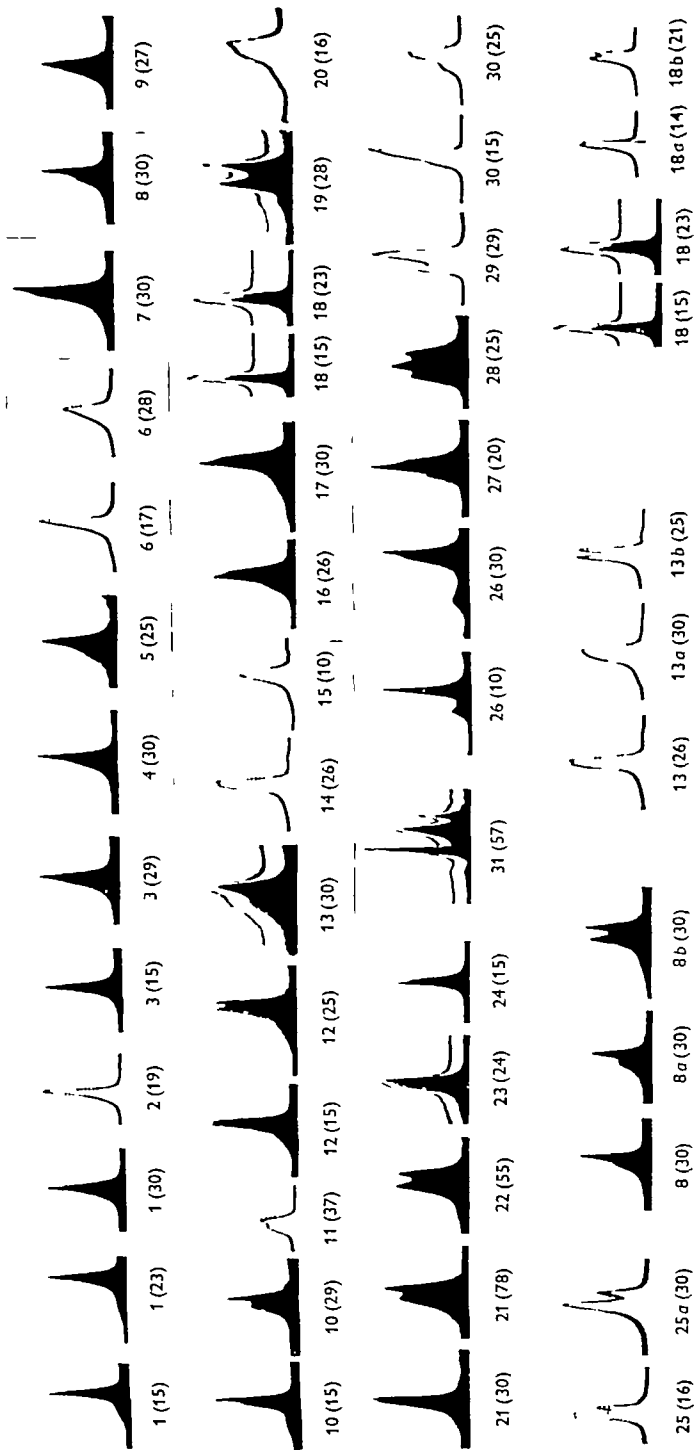 1 (15) 1 (23) 1 (30) 2 (19) 3 (15) 3 (29) 4 (30) 5 (25) 6 (17) 6 (28) 7 (30) 8 (30) 9 (27)
10 (15) 10 (29) 11 (37) 12 (15) 12 (25) 13 (30) 14 (26) 15 (10) 16 (26) 17 (30) 18 (15) 18 (23) 19 (28) 20 (16)
21 (30) 21 (78) 22 (55) 23 (24) 24 (15) 31 (57) 26 (10) 26 (30) 27 (20) 28 (25) 29 (29) 30 (15) 30 (25)
25 (16) 25a (30) 8 (30) 8a (30) 8b (30) 13 (26) 13a (30) 13b (25) 18 (15) 18 (23) 18a (14) 18b (21)